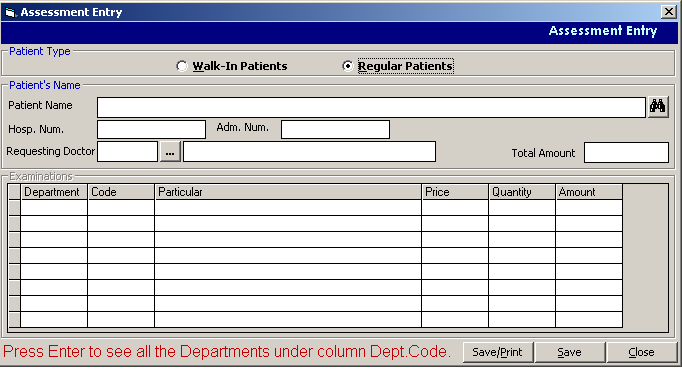 Assessment Entry
Assessment Entry
Patient Type
Walk-In Patients Regular Patients
Patient's Name
Patient Name
Hosp. Num. Adm. Num.
Requesting Doctor ... Total Amount
Examinations
Department Code Particular Price Quantity Amount
Press Enter to see all the Departments under column Dept.Code. Save/Print Save Close